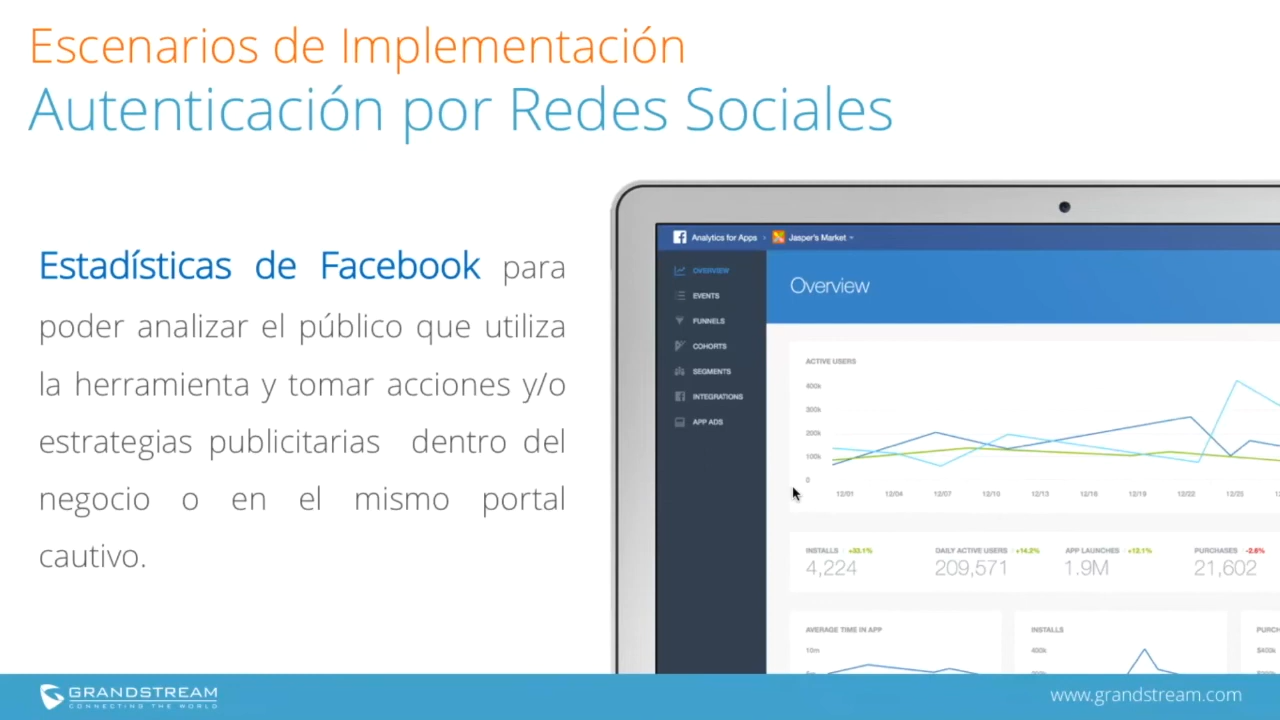 Escenarios de Implementación
Autenticación por Redes Sociales
Estadísticas de Facebook para
poder analizar el público que utiliza
la herramienta y tomar acciones y/o
estrategias publicitarias dentro del
negocio o en el mismo portal
cautivo.
Analytics for Apps
Jasper's Market
OVERVIEW
EVENTS
FUNNELS
COHORTS
SEGMENTS
INTEGRATIONS
APP ADS
Overview
ACTIVE USERS
400k
300k
200k
100k
0
12/01 12/04 12/07 12/10 12/13 12/16 12/19 12/22 12/25
INSTALLS +33.1% DAILY ACTIVE USERS +14.2% APP LAUNCHES +13.1% PURCHASES -2.6%
4,224 209,571 1.9M 21,602
AVERAGE TIME IN APP INSTALLS
10m 400k $400k
GRANDSTREAM
CONNECTING THE WORLD
www.grandstream.com